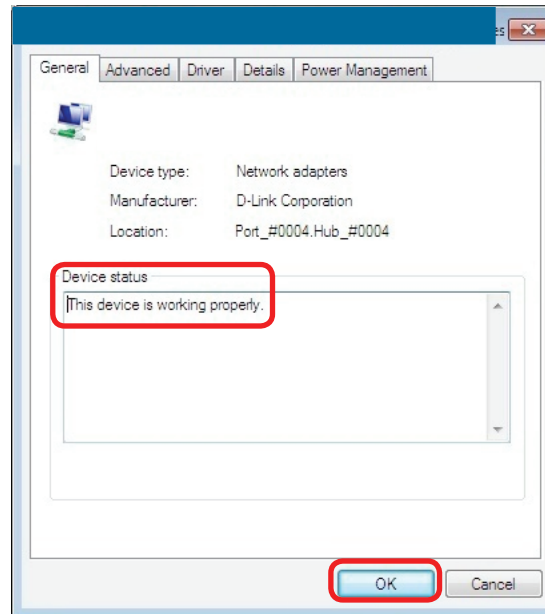 General Advanced Driver Details Power Management
Device type: Network adapters
Manufacturer: D-Link Corporation
Location: Port_#0004.Hub_#0004
Device status
This device is working properly.
OK Cancel